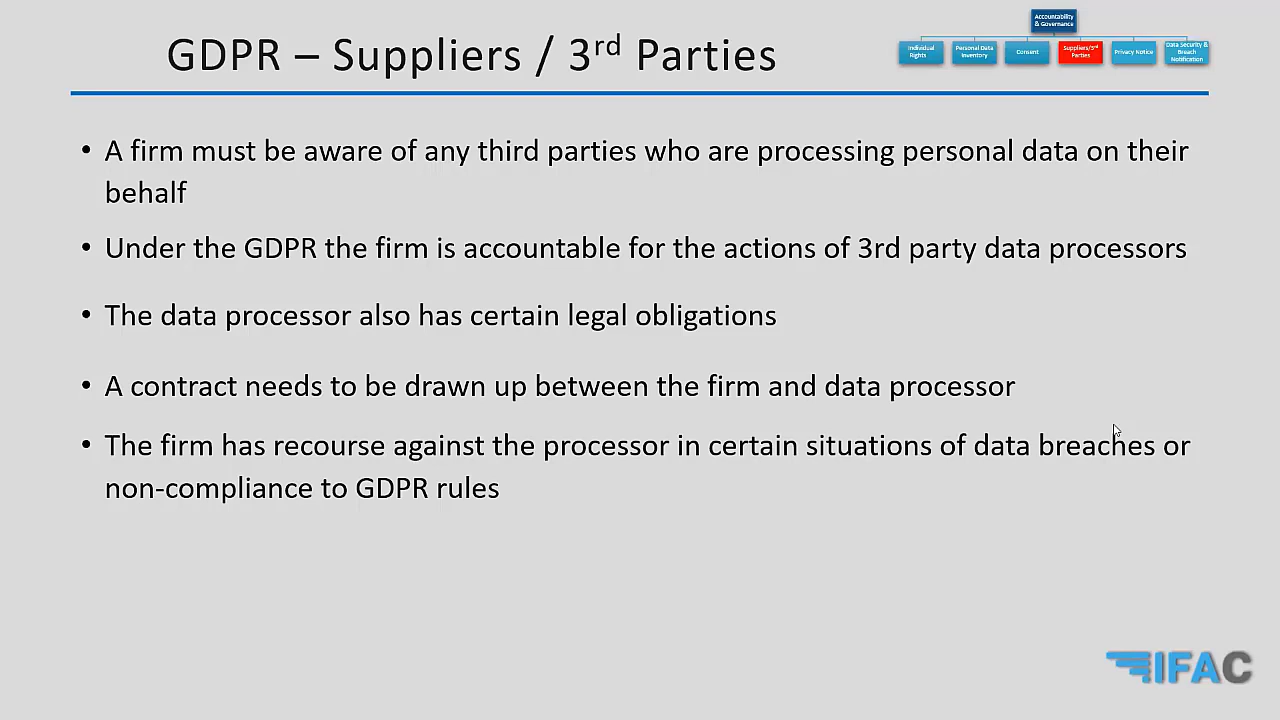 GDPR – Suppliers / 3rd Parties
Accountability
& Governance
Individual
Rights
Personal Data
Inventory
Consent
Suppliers/3rd
Parties
Privacy Notice
Data Security &
Breach
Notification
• A firm must be aware of any third parties who are processing personal data on their
behalf
• Under the GDPR the firm is accountable for the actions of 3rd party data processors
• The data processor also has certain legal obligations
• A contract needs to be drawn up between the firm and data processor
• The firm has recourse against the processor in certain situations of data breaches or
non-compliance to GDPR rules
IFAC